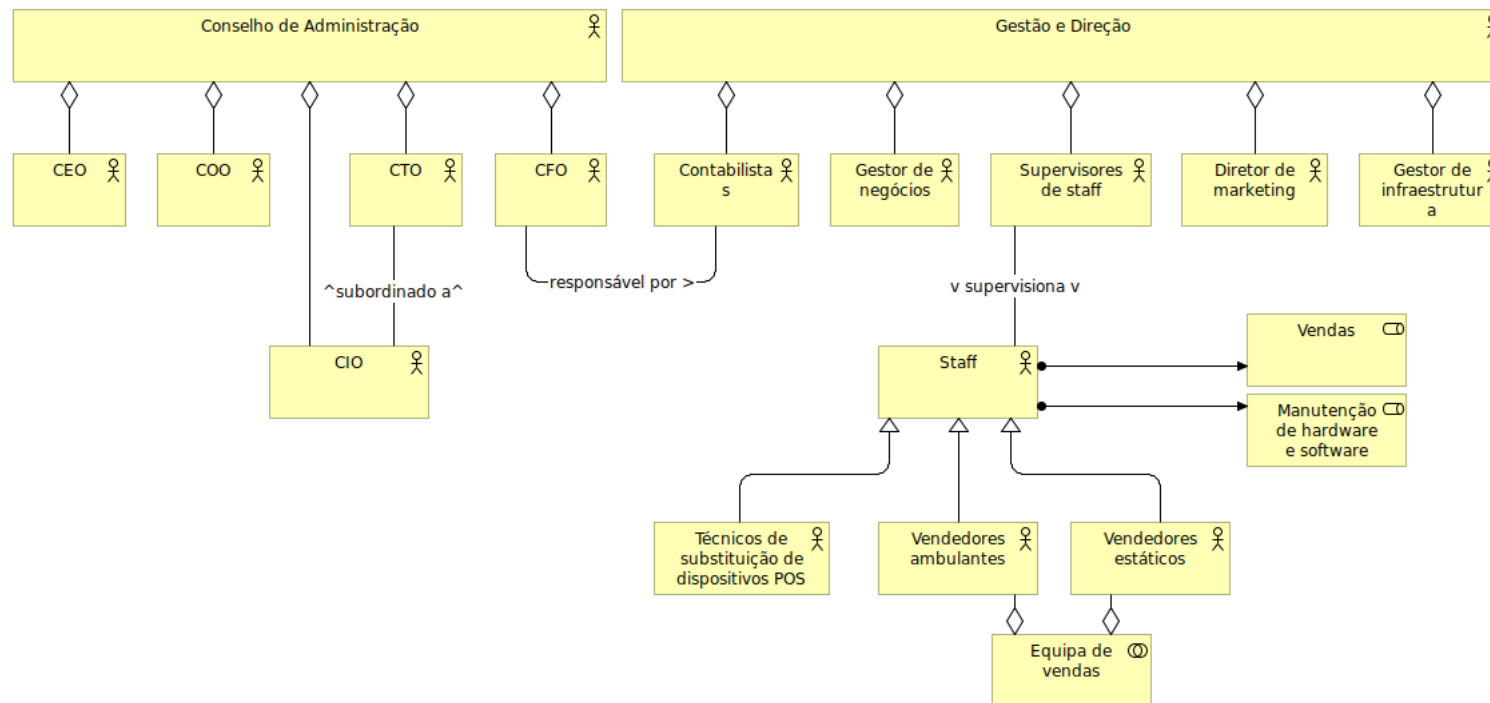 Conselho de Administração
Gestão e Direção
CEO
COO
CTO
CFO
Contabilista
s
Gestor de
negócios
Supervisores
de staff
Diretor de
marketing
Gestor de
infraestrutur
a
^subordinado a^
responsável por >
v supervisiona v
CIO
Staff
Vendas
Manutenção
de hardware
e software
Técnicos de
substituição de
dispositivos POS
Vendedores
ambulantes
Vendedores
estáticos
Equipa de
vendas